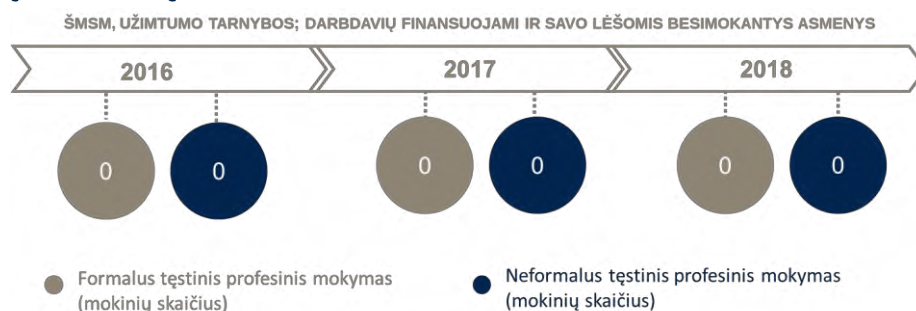 ŠMSM, UŽIMTUMO TARNYBOS; DARBDAVIŲ FINANSUOJAMI IR SAVO LĖŠOMIS BESIMOKANTYS ASMENYS
2016 2017 2018
0 0 0 0 0 0
Formalus tęstinis profesinis mokymas
(mokinių skaičius)
Neformalus tęstinis profesinis mokymas
(mokinių skaičius)